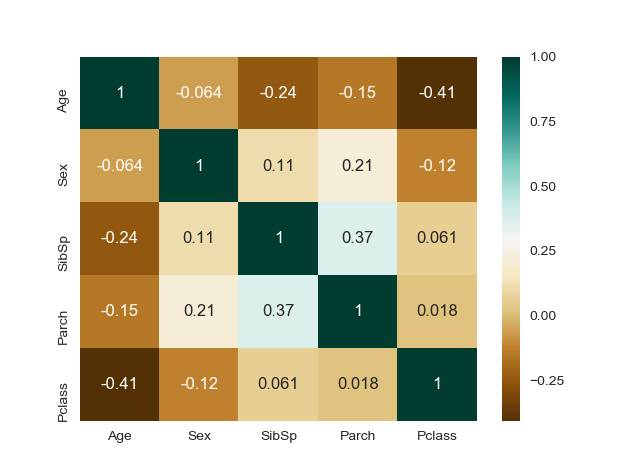 Age 1 -0.064 -0.24 -0.15 -0.41
Sex -0.064 1 0.11 0.21 -0.12
SibSp -0.24 0.11 1 0.37 0.061
Parch -0.15 0.21 0.37 1 0.018
Pclass -0.41 -0.12 0.061 0.018 1
Age Sex SibSp Parch Pclass
1.00
0.75
0.50
0.25
0.00
−0.25